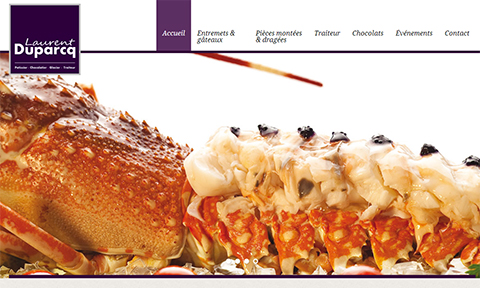 Laurent
Duparcq
Pâtissier · Chocolatier · Glacier · Traiteur
Accueil
Entremets &
gâteaux
Pièces montées
& dragées
Traiteur
Chocolats
Événements
Contact